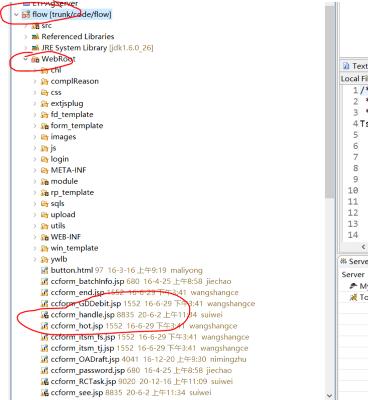 ETPAgserver
flow [trunk/code/flow]
src
Referenced Libraries
JRE System Library [jdk1.6.0_26]
WebRoot
chl
complReason
css
extjsplug
fd_template
form_template
images
js
login
META-INF
module
rp_template
sqls
upload
utils
WEB-INF
win_template
ywlb
button.html 97 16-3-16 上午9:19 maliyong
ccform_batchInfo.jsp 680 16-4-25 上午8:58 jiechao
ccform_end.jsp 1552 16-6-29 下午3:41 wangshangce
ccform_GDDebit.jsp 1552 16-6-29 下午3:41 wangshangce
ccform_handle.jsp 8835 20-6-2 上午11:34 suiwei
ccform_hot.jsp 1552 16-6-29 下午3:41 wangshangce
ccform_itsm_fs.jsp 1552 16-6-29 下午3:41 wangshangce
ccform_itsm_tj.jsp 1552 16-6-29 下午3:41 wangshangce
ccform_OADraft.jsp 4041 16-12-20 上午9:30 nimingzhu
ccform_password.jsp 680 16-4-25 上午8:58 jiechao
ccform_RCTask.jsp 9020 20-12-16 上午11:09 suiwei
ccform_see.jsp 8835 20-6-2 上午11:34 suiwei
Text
Local Fil
1 /*
2 *
3 *
4 Ts
5
6
7
8
9
10
11
12
13
14
Serve
Server
My
To